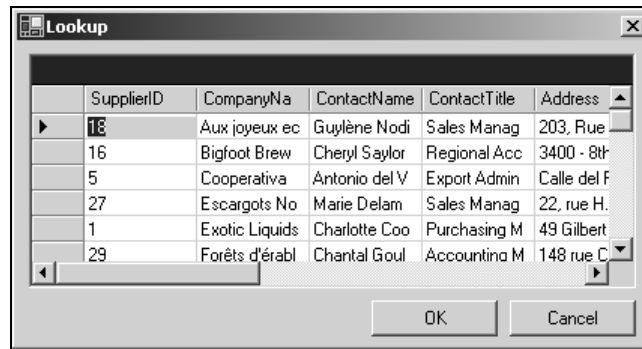 Lookup
SupplierID CompanyNa ContactName ContactTitle Address
18 Aux joyeux ec Guylène Nodi Sales Manag 203, Rue
16 Bigfoot Brew Cheryl Saylor Regional Acc 3400 - 8th
5 Cooperativa Antonio del V Export Admin Calle del
27 Escargots No Marie Delam Sales Manag 22, rue H.
1 Exotic Liquids Charlotte Coo Purchasing M 49 Gilbert
29 Forêts d'érabl Chantal Goul Accounting M 148 rue C
OK Cancel